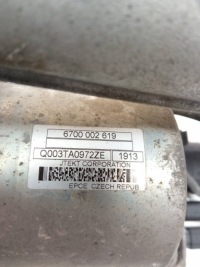 6700 002 619
Q003TA0972ZE 1913
JTEKT CORPORATION
EPCE CZECH REPUB